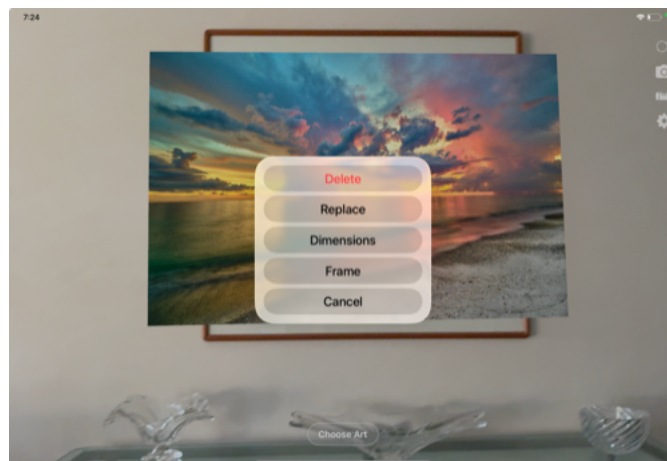 7:24
Delete
Replace
Dimensions
Frame
Cancel
Choose Art